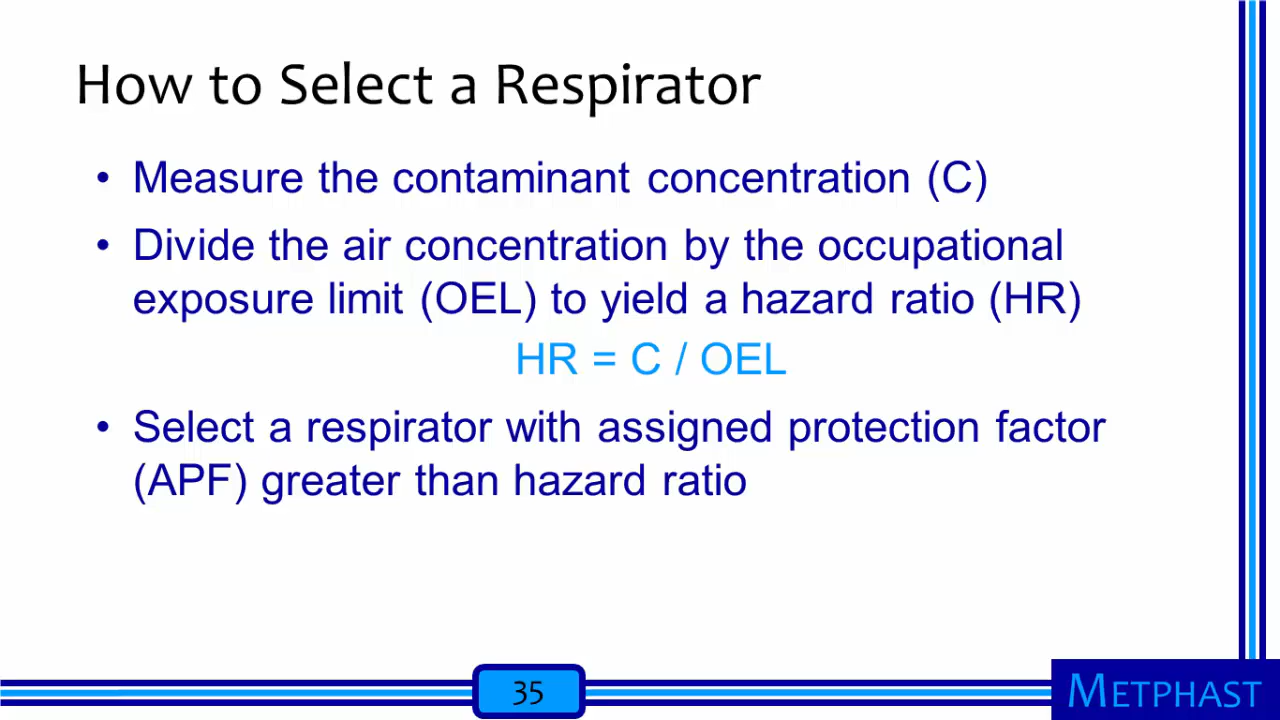 How to Select a Respirator
• Measure the contaminant concentration (C)
• Divide the air concentration by the occupational
exposure limit (OEL) to yield a hazard ratio (HR)
HR = C / OEL
• Select a respirator with assigned protection factor
(APF) greater than hazard ratio
35
METPHAST